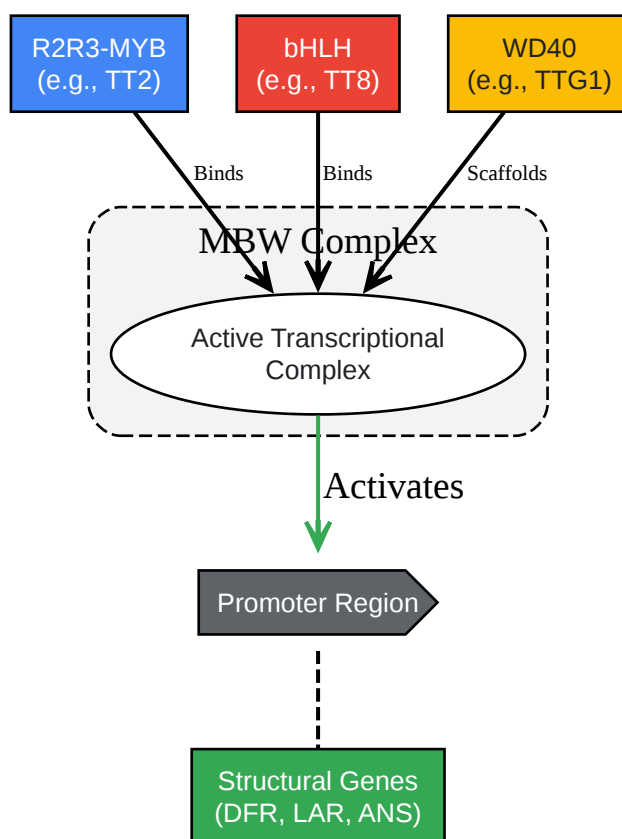 R2R3-MYB
(e.g., TT2)
bHLH
(e.g., TT8)
WD40
(e.g., TTG1)
Binds
Binds
Scaffolds
MBW Complex
Active Transcriptional
Complex
Activates
Promoter Region
Structural Genes
(DFR, LAR, ANS)